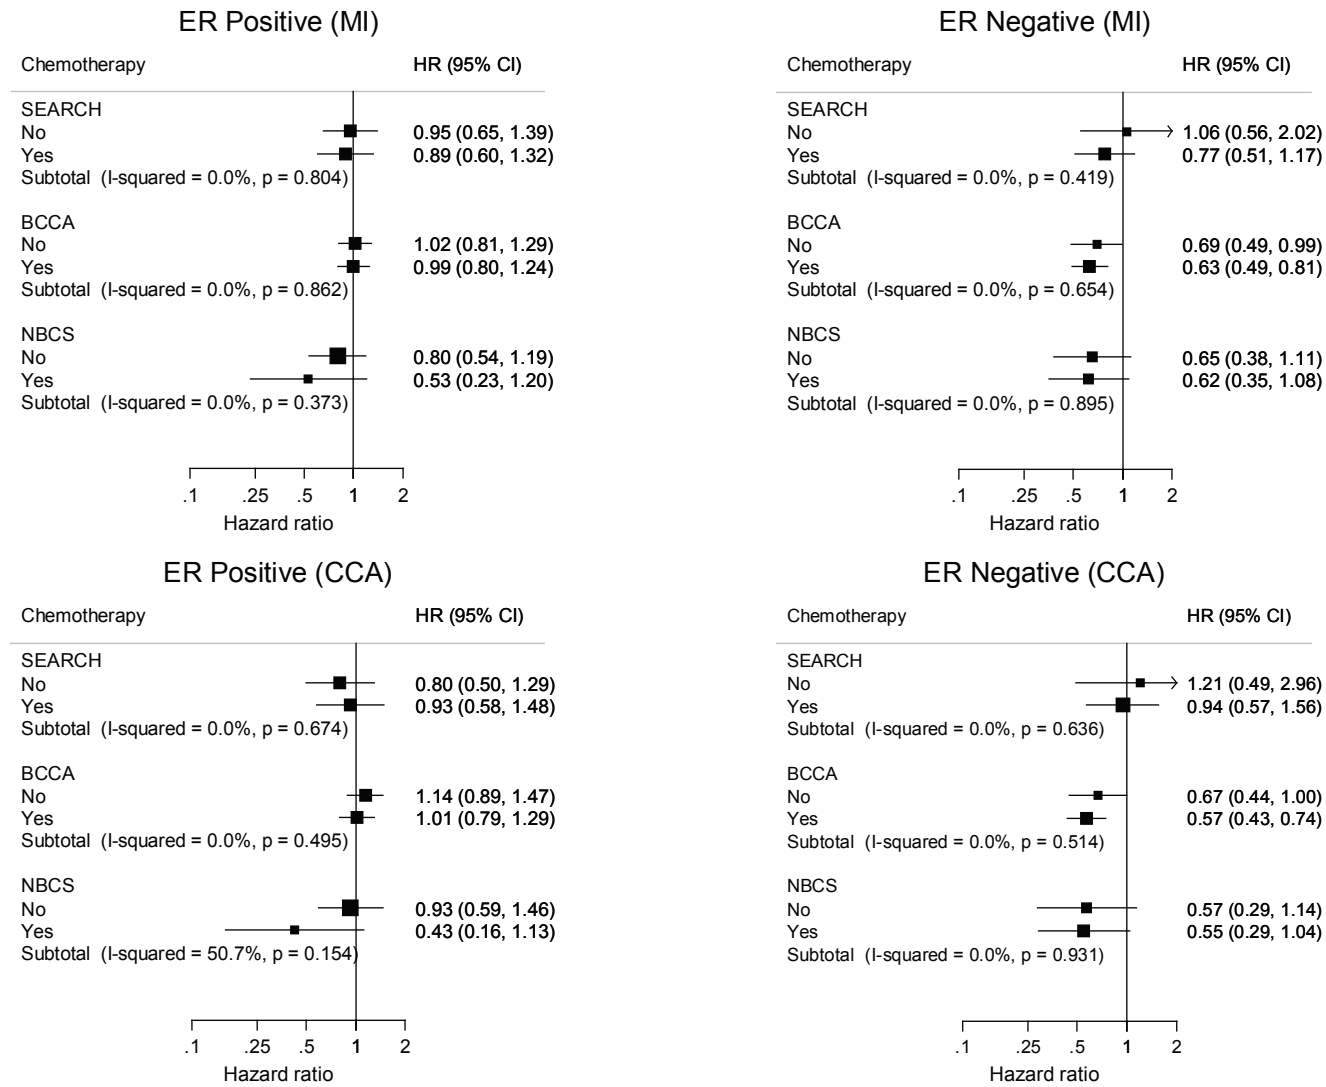 ER Positive (MI)
Chemotherapy HR (95% CI)
SEARCH
No 0.95 (0.65, 1.39)
Yes 0.89 (0.60, 1.32)
Subtotal (I-squared = 0.0%, p = 0.804)
BCCA
No 1.02 (0.81, 1.29)
Yes 0.99 (0.80, 1.24)
Subtotal (I-squared = 0.0%, p = 0.862)
NBCS
No 0.80 (0.54, 1.19)
Yes 0.53 (0.23, 1.20)
Subtotal (I-squared = 0.0%, p = 0.373)
.1 .25 .5 1 2
Hazard ratio
ER Negative (MI)
Chemotherapy HR (95% CI)
SEARCH
No 1.06 (0.56, 2.02)
Yes 0.77 (0.51, 1.17)
Subtotal (I-squared = 0.0%, p = 0.419)
BCCA
No 0.69 (0.49, 0.99)
Yes 0.63 (0.49, 0.81)
Subtotal (I-squared = 0.0%, p = 0.654)
NBCS
No 0.65 (0.38, 1.11)
Yes 0.62 (0.35, 1.08)
Subtotal (I-squared = 0.0%, p = 0.895)
.1 .25 .5 1 2
Hazard ratio
ER Positive (CCA)
Chemotherapy HR (95% CI)
SEARCH
No 0.80 (0.50, 1.29)
Yes 0.93 (0.58, 1.48)
Subtotal (I-squared = 0.0%, p = 0.674)
BCCA
No 1.14 (0.89, 1.47)
Yes 1.01 (0.79, 1.29)
Subtotal (I-squared = 0.0%, p = 0.495)
NBCS
No 0.93 (0.59, 1.46)
Yes 0.43 (0.16, 1.13)
Subtotal (I-squared = 50.7%, p = 0.154)
.1 .25 .5 1 2
Hazard ratio
ER Negative (CCA)
Chemotherapy HR (95% CI)
SEARCH
No 1.21 (0.49, 2.96)
Yes 0.94 (0.57, 1.56)
Subtotal (I-squared = 0.0%, p = 0.636)
BCCA
No 0.67 (0.44, 1.00)
Yes 0.57 (0.43, 0.74)
Subtotal (I-squared = 0.0%, p = 0.514)
NBCS
No 0.57 (0.29, 1.14)
Yes 0.55 (0.29, 1.04)
Subtotal (I-squared = 0.0%, p = 0.931)
.1 .25 .5 1 2
Hazard ratio